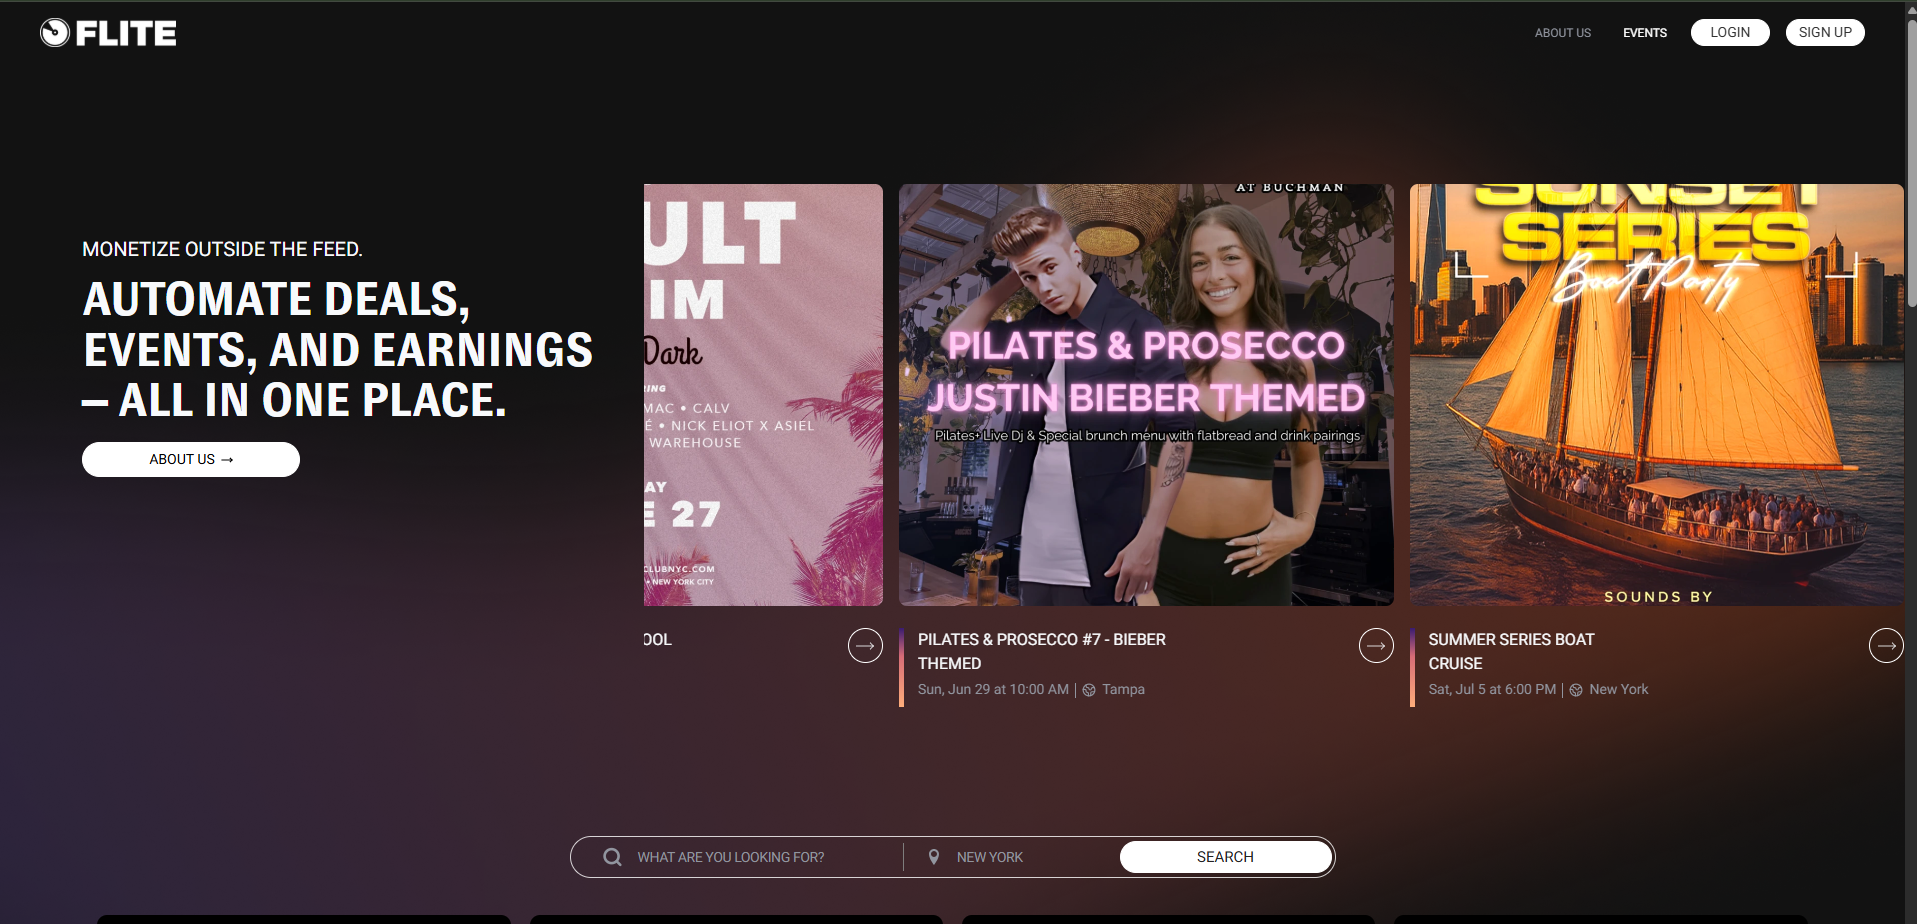 FLITE
ABOUT US
EVENTS
LOGIN
SIGN UP
MONETIZE OUTSIDE THE FEED.
AUTOMATE DEALS,
EVENTS, AND EARNINGS
– ALL IN ONE PLACE.
ABOUT US →
ULT
IM
Dark
RING
MAC • CALV
É • NICK ELIOT X ASIEL
WAREHOUSE
AY
E 27
CLUBNYC.COM
• NEW YORK CITY
OOL
AT BUCHMAN
PILATES & PROSECCO
JUSTIN BIEBER THEMED
Pilates+ Live Dj & Special brunch menu with flatbread and drink pairings
PILATES & PROSECCO #7 - BIEBER
THEMED
Sun, Jun 29 at 10:00 AM | Tampa
SUNSET
SERIES
Boat Party
SOUNDS BY
SUMMER SERIES BOAT
CRUISE
Sat, Jul 5 at 6:00 PM | New York
WHAT ARE YOU LOOKING FOR?
NEW YORK
SEARCH